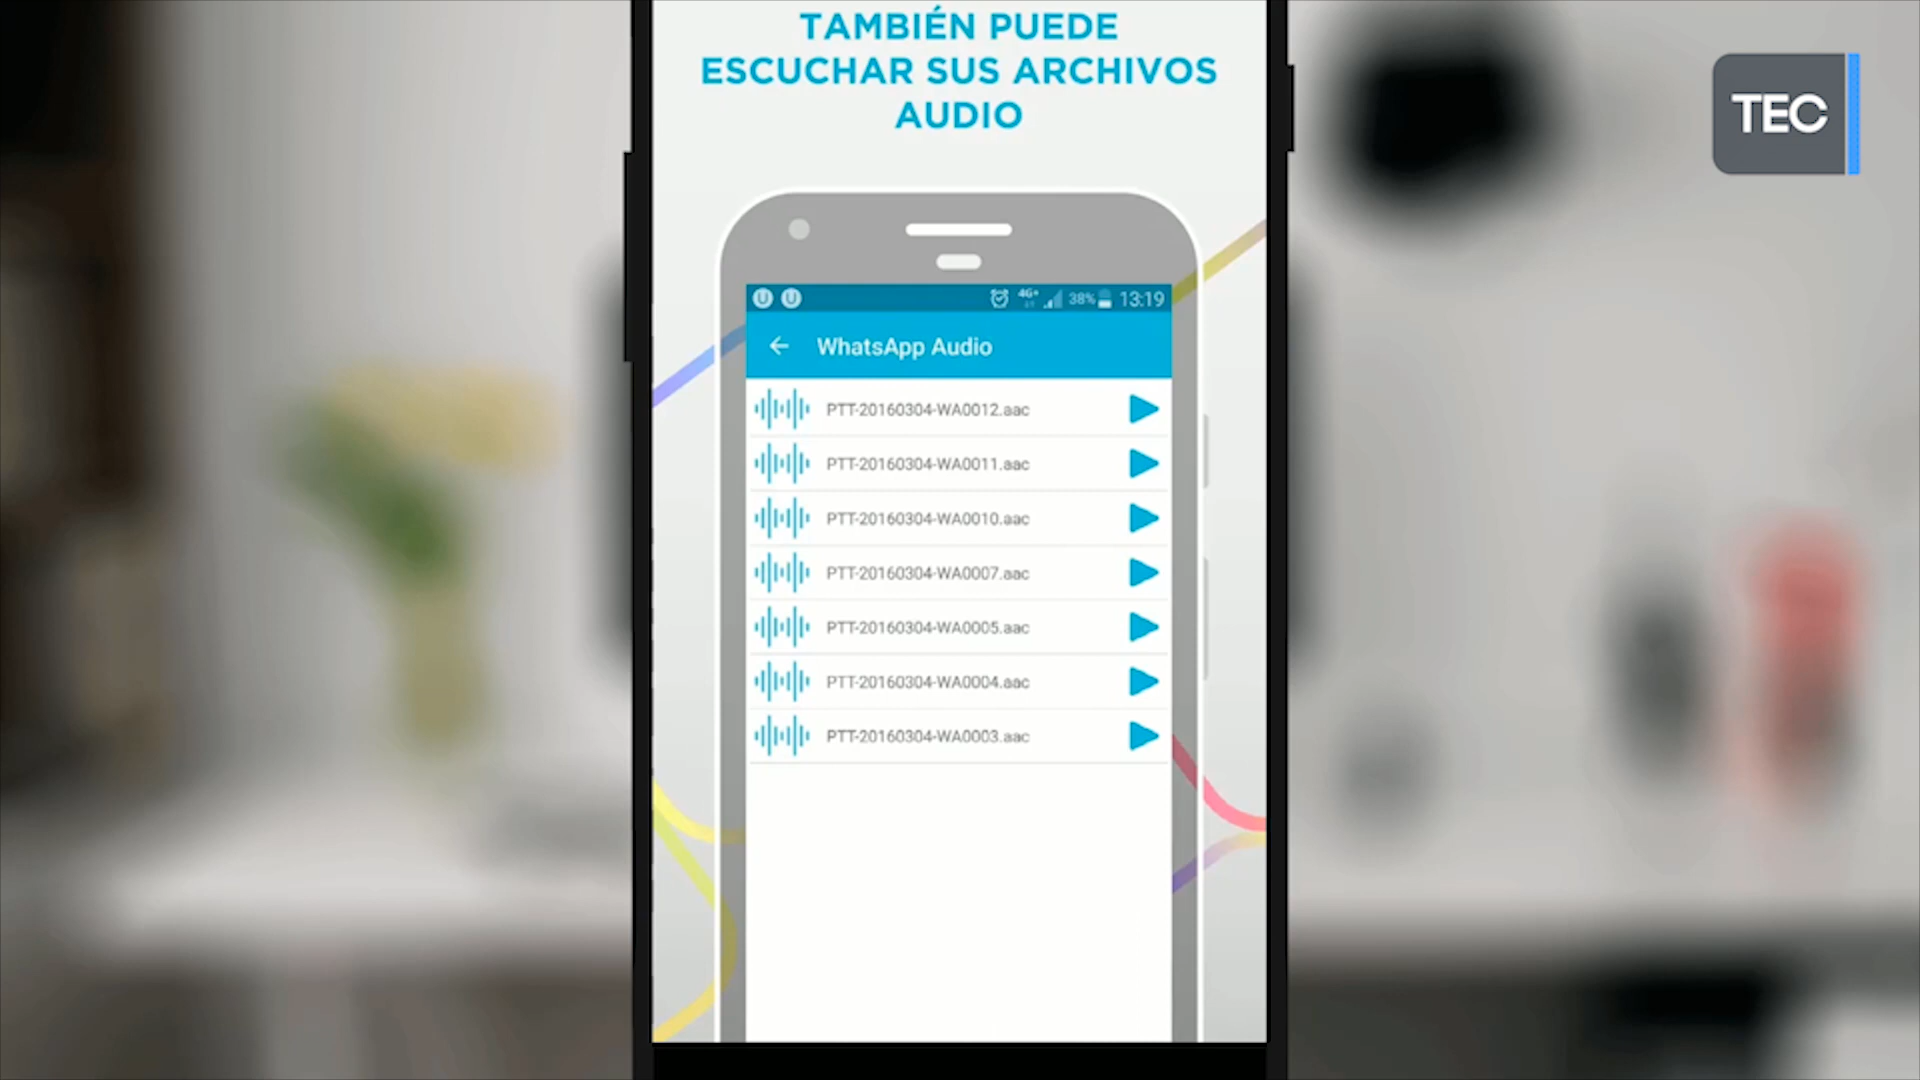 TAMBIÉN PUEDE
ESCUCHAR SUS ARCHIVOS
AUDIO
TEC
4G+ 38% 13:19
WhatsApp Audio
PTT-20160304-WA0012.aac
PTT-20160304-WA0011.aac
PTT-20160304-WA0010.aac
PTT-20160304-WA0007.aac
PTT-20160304-WA0005.aac
PTT-20160304-WA0004.aac
PTT-20160304-WA0003.aac